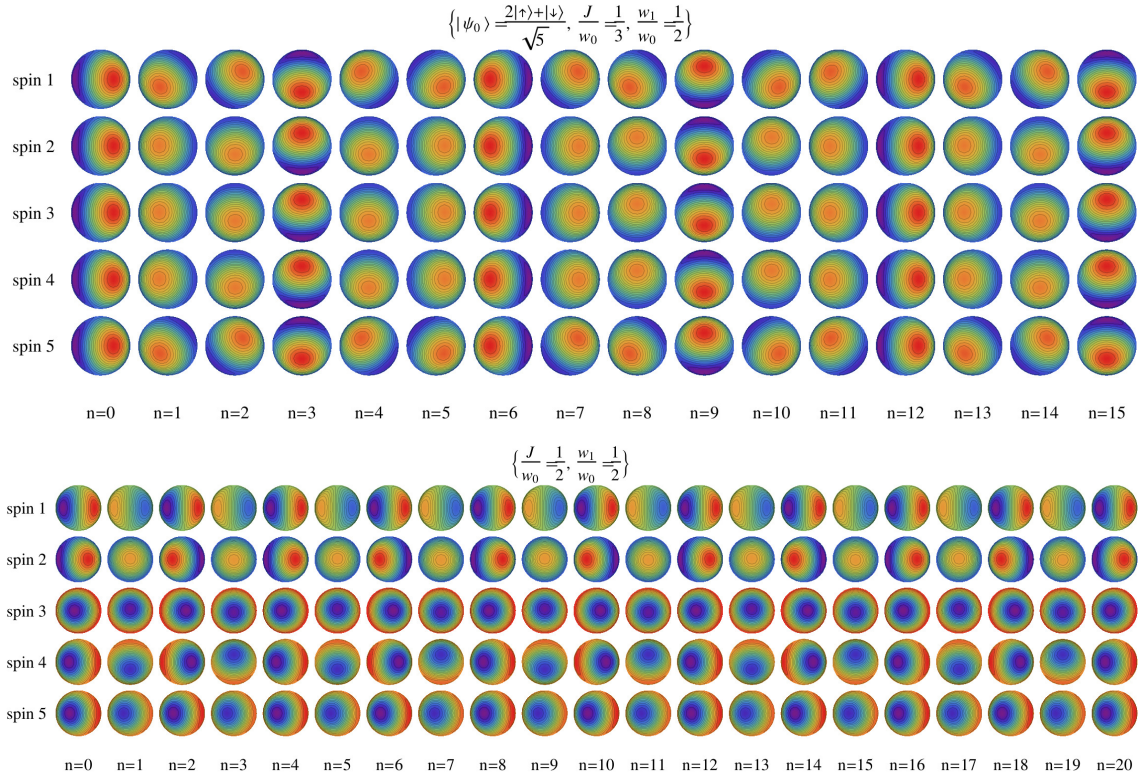 {|ψ₀⟩=(2|↑⟩+|↓⟩)/√5, J/w₀=1/3, w₁/w₀=1/2}
spin 1
spin 2
spin 3
spin 4
spin 5
n=0 n=1 n=2 n=3 n=4 n=5 n=6 n=7 n=8 n=9 n=10 n=11 n=12 n=13 n=14 n=15
{J/w₀=1/2, w₁/w₀=1/2}
spin 1
spin 2
spin 3
spin 4
spin 5
n=0 n=1 n=2 n=3 n=4 n=5 n=6 n=7 n=8 n=9 n=10 n=11 n=12 n=13 n=14 n=15 n=16 n=17 n=18 n=19 n=20